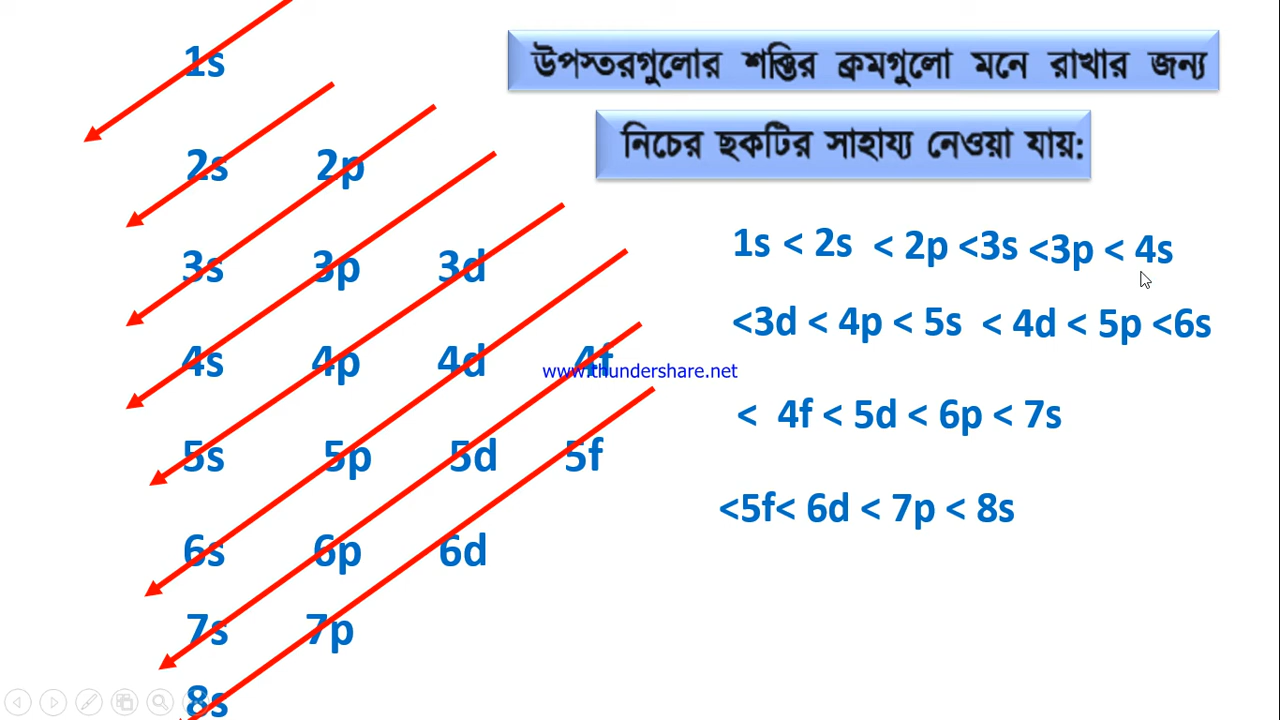 1s
2s 2p
3s 3p 3d
4s 4p 4d 4f
5s 5p 5d 5f
6s 6p 6d
7s 7p
8s
উপস্তরগুলোর শক্তির ক্রমগুলো মনে রাখার জন্য
নিচের ছকটির সাহায্য নেওয়া যায়:
1s < 2s < 2p <3s <3p < 4s
<3d < 4p < 5s < 4d < 5p <6s
www.thundershare.net
< 4f < 5d < 6p < 7s
<5f< 6d < 7p < 8s